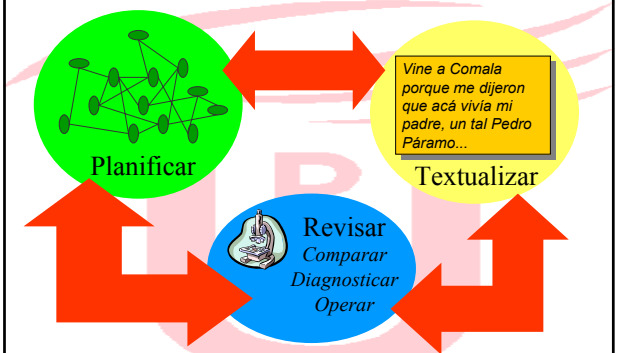 Vine a Comala
porque me dijeron
que acá vivía mi
padre, un tal Pedro
Páramo...
Planificar
Textualizar
Revisar
Comparar
Diagnosticar
Operar